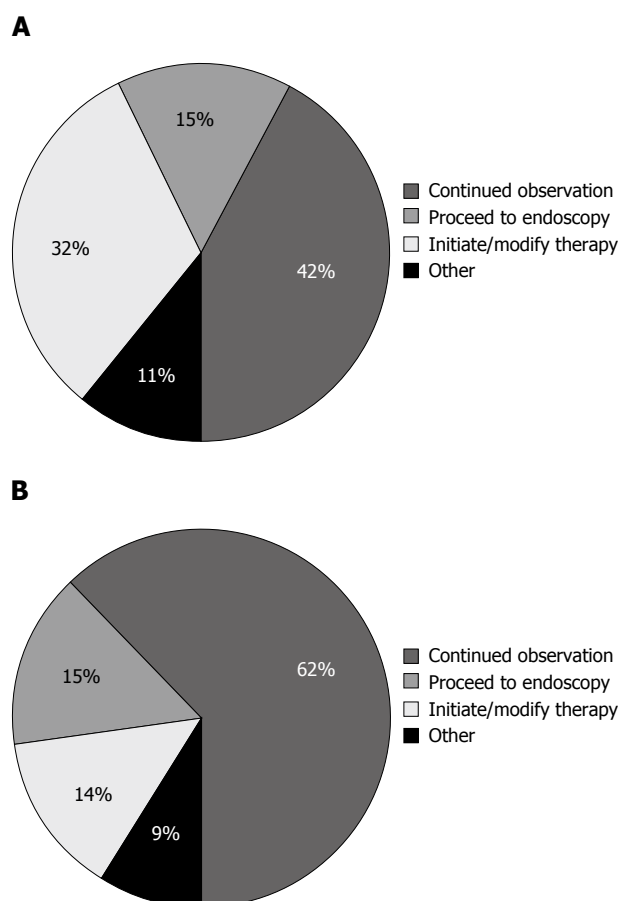 A
15%
32%
42%
11%
Continued observation
Proceed to endoscopy
Initiate/modify therapy
Other
B
62%
15%
14%
9%
Continued observation
Proceed to endoscopy
Initiate/modify therapy
Other